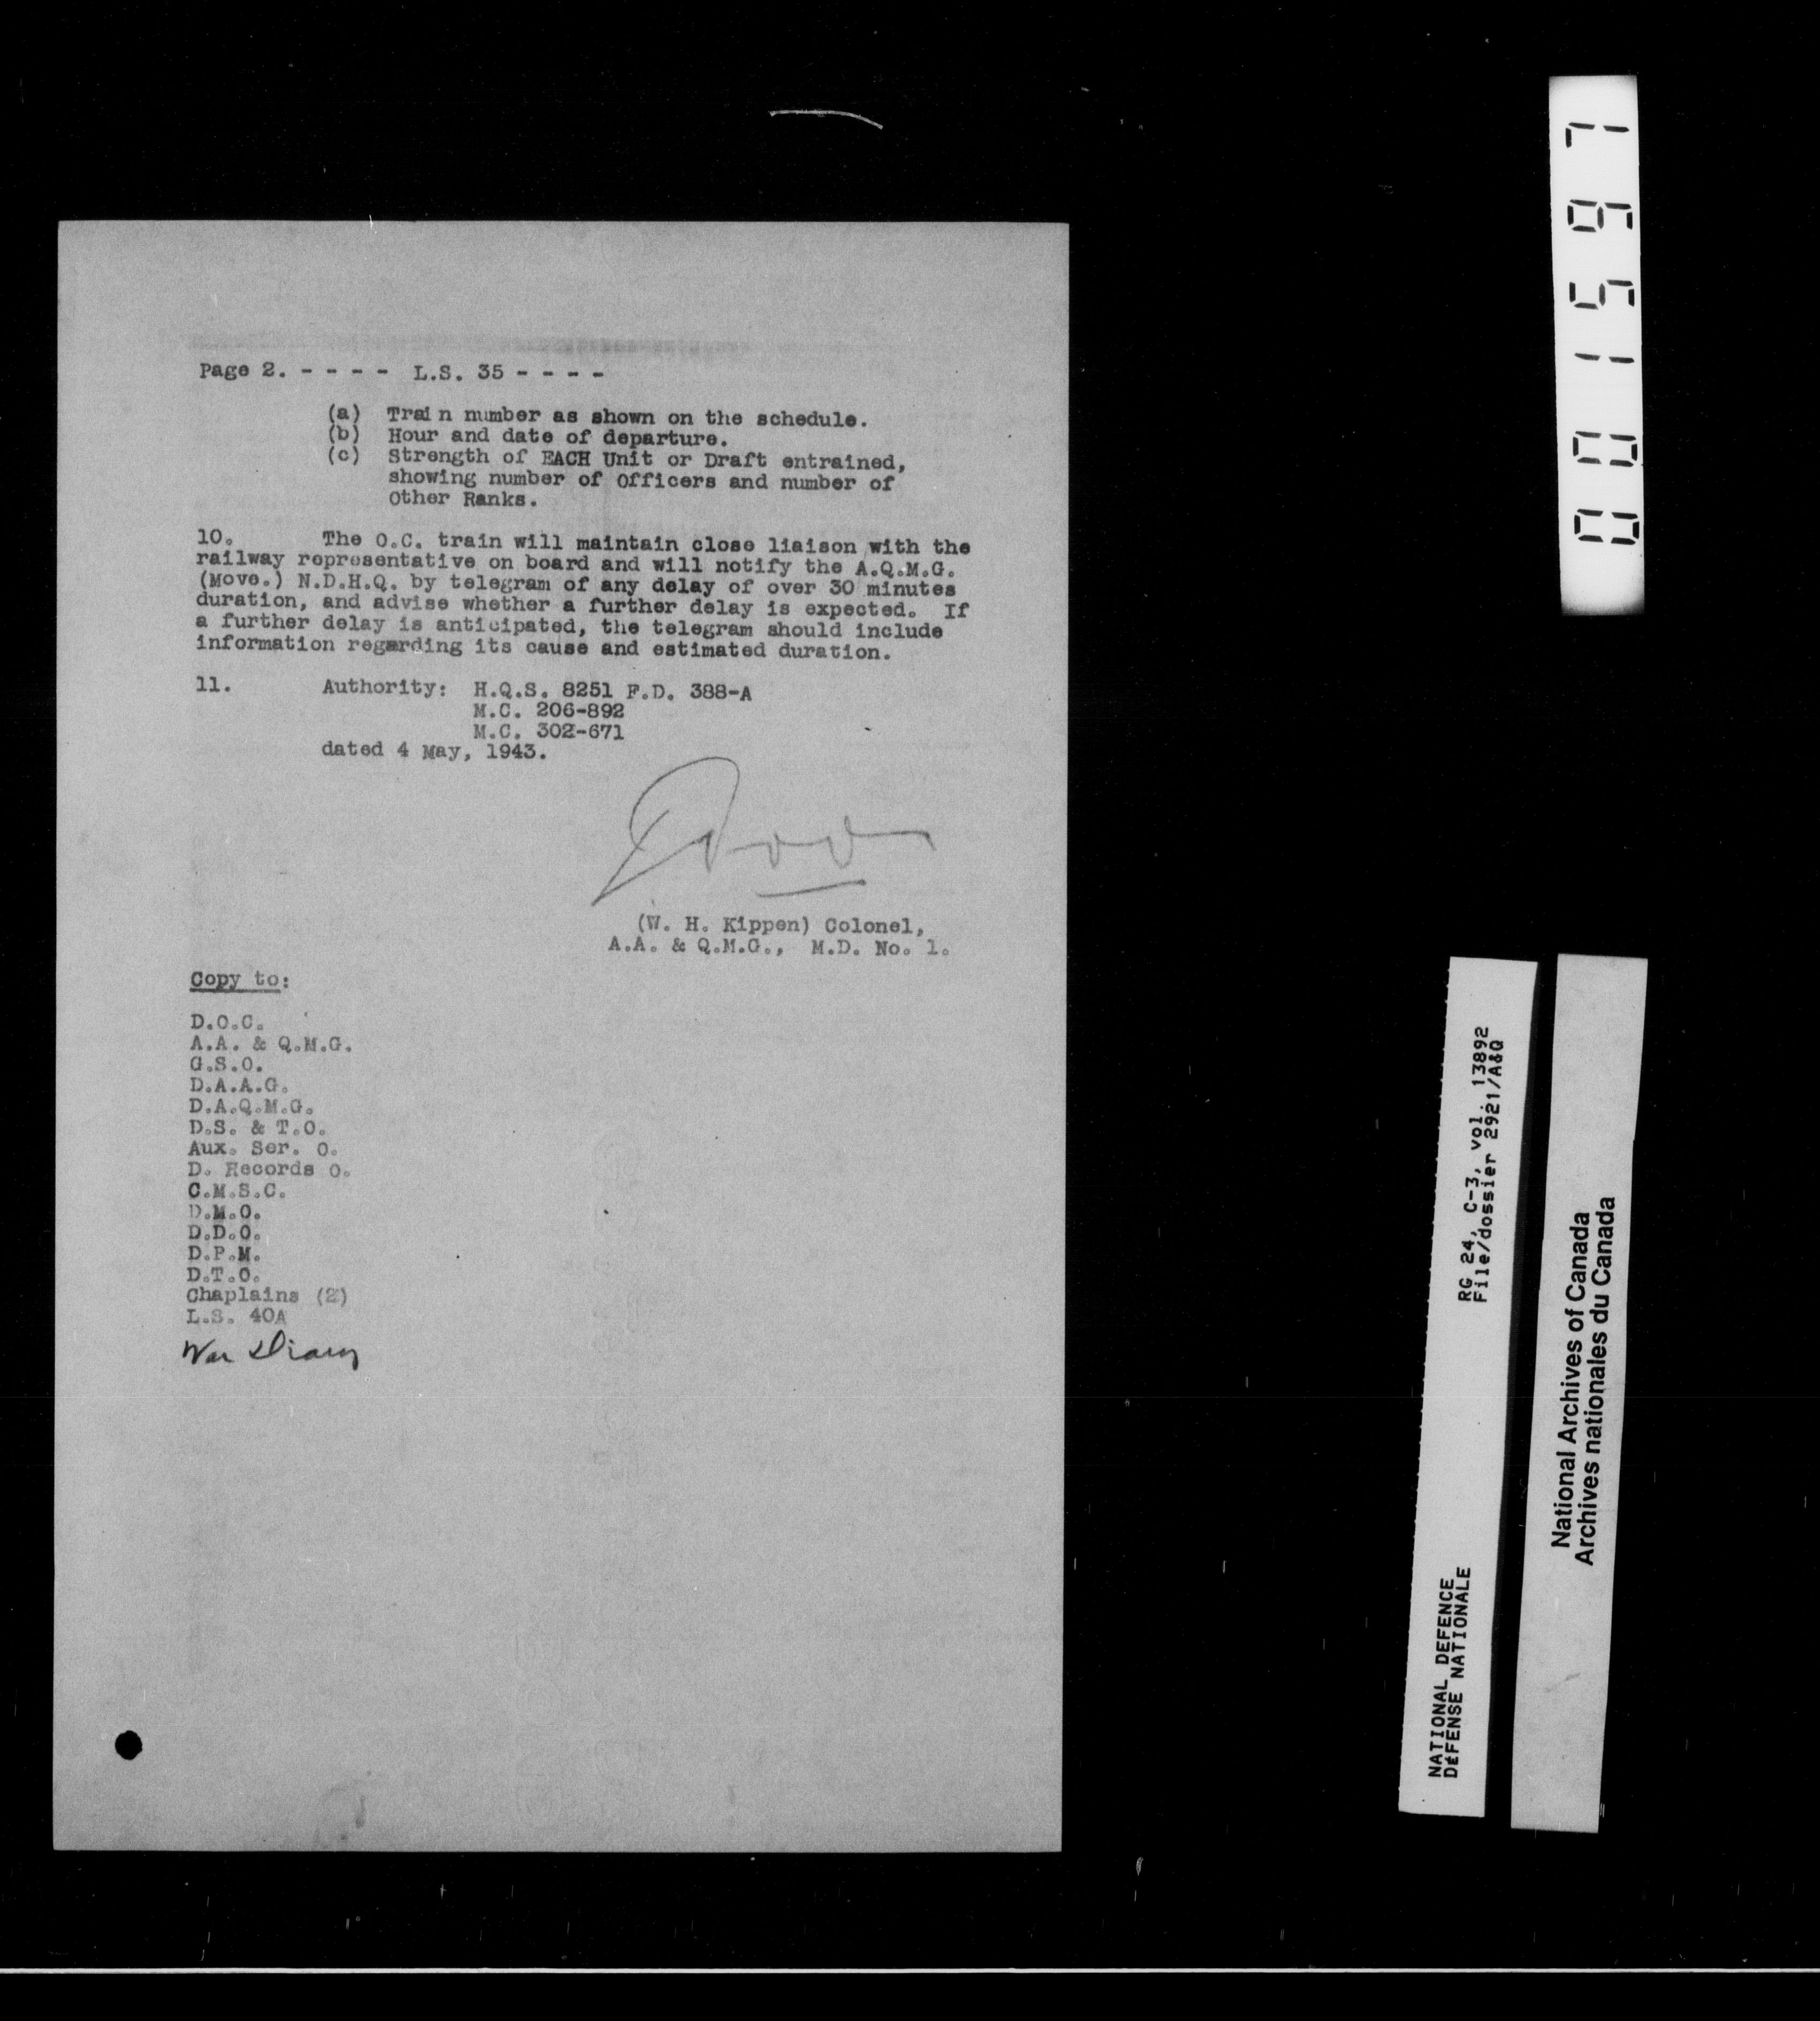 Page 2. - - - - L.S. 35 - - - -
(a) Train number as shown on the schedule.
(b) Hour and date of departure.
(c) Strength of EACH Unit or Draft entrained,
showing number of officers and number of
Other Ranks.
10. The O.C. train will maintain close liaison with the
railway representative on board and will notify the A.Q.M.G.
(Move.) N.D.H.Q. by telegram of any delay of over 30 minutes
duration, and advise whether a further delay is expected. If
a further delay is anticipated, the telegram should include
information regarding its cause and estimated duration.
11. Authority: H.Q.S. 8251 F.D. 388-A
M.C. 206-892
M.C. 302-671
dated 4 May, 1943.
(W. H. Kippen) Colonel,
A.A. & Q.M.G., M.D. No. 1.
Copy to:
D.O.C.
A.A. & Q.M.G.
G.S.O.
D.A.A.G.
D.A.Q.M.G.
D.S. & T.O.
Aux. Ser. O.
D. Records O.
C.M.S.C.
D.M.O.
D.D.O.
D.P.M.
D.T.O.
Chaplains (2)
L.S. 40A
War Diary
001597
RG 24, C-3, vol. 13892
File/dossier 2921/A&Q
NATIONAL DEFENCE
DÉFENSE NATIONALE
National Archives of Canada
Archives nationales du Canada